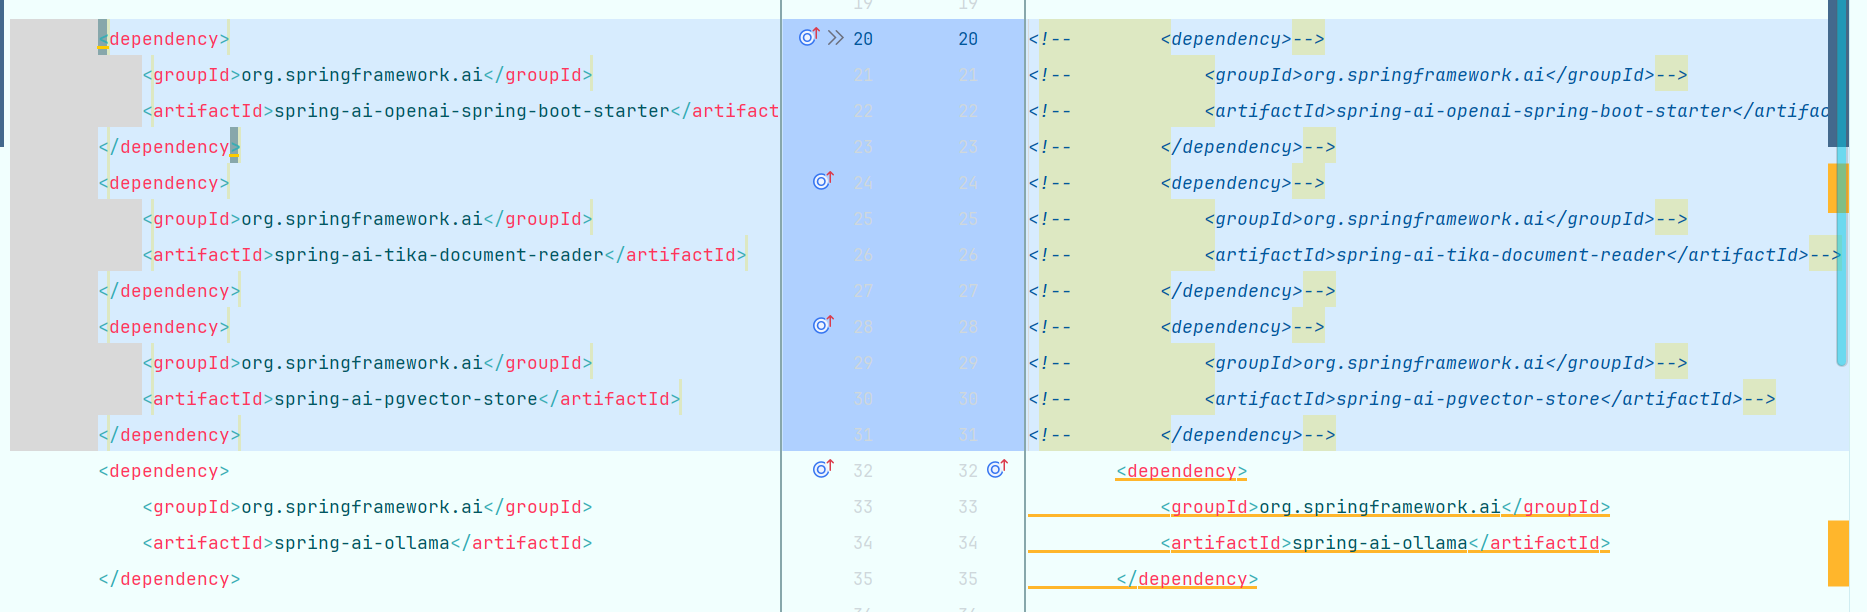 19 19
<dependency> 20 20 <!--        <dependency>-->
<groupId>org.springframework.ai</groupId> 21 21 <!--            <groupId>org.springframework.ai</groupId>-->
<artifactId>spring-ai-openai-spring-boot-starter</artifact 22 22 <!--            <artifactId>spring-ai-openai-spring-boot-starter</artifac
</dependency> 23 23 <!--        </dependency>-->
<dependency> 24 24 <!--        <dependency>-->
<groupId>org.springframework.ai</groupId> 25 25 <!--            <groupId>org.springframework.ai</groupId>-->
<artifactId>spring-ai-tika-document-reader</artifactId> 26 26 <!--            <artifactId>spring-ai-tika-document-reader</artifactId>-->
</dependency> 27 27 <!--        </dependency>-->
<dependency> 28 28 <!--        <dependency>-->
<groupId>org.springframework.ai</groupId> 29 29 <!--            <groupId>org.springframework.ai</groupId>-->
<artifactId>spring-ai-pgvector-store</artifactId> 30 30 <!--            <artifactId>spring-ai-pgvector-store</artifactId>-->
</dependency> 31 31 <!--        </dependency>-->
<dependency> 32 32 <dependency>
<groupId>org.springframework.ai</groupId> 33 33 <groupId>org.springframework.ai</groupId>
<artifactId>spring-ai-ollama</artifactId> 34 34 <artifactId>spring-ai-ollama</artifactId>
</dependency> 35 35 </dependency>